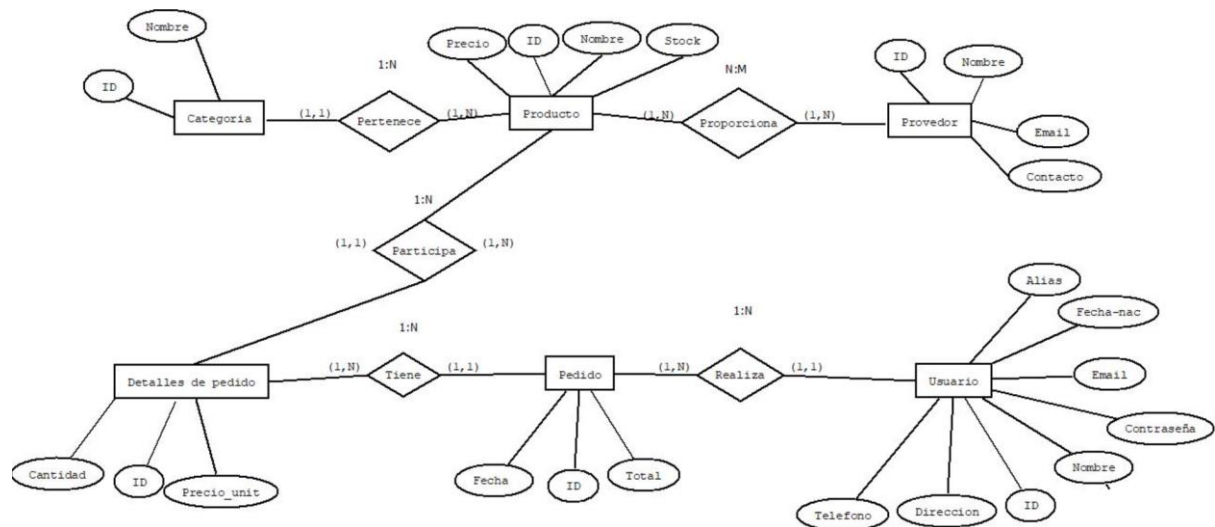 Nombre
ID
Categoria
1:N
(1,1)
Pertenece
(1,N)
Precio
ID
Nombre
Stock
Producto
N:M
(1,N)
Proporciona
(1,N)
ID
Nombre
Provedor
Email
Contacto
1:N
(1,1)
Participa
(1,N)
1:N
Detalles de pedido
(1,N)
Tiene
(1,1)
Cantidad
ID
Precio_unit
1:N
Pedido
(1,N)
Realiza
(1,1)
Fecha
ID
Total
Alias
Fecha-nac
Usuario
Email
Contraseña
Nombre
ID
Direccion
Telefono